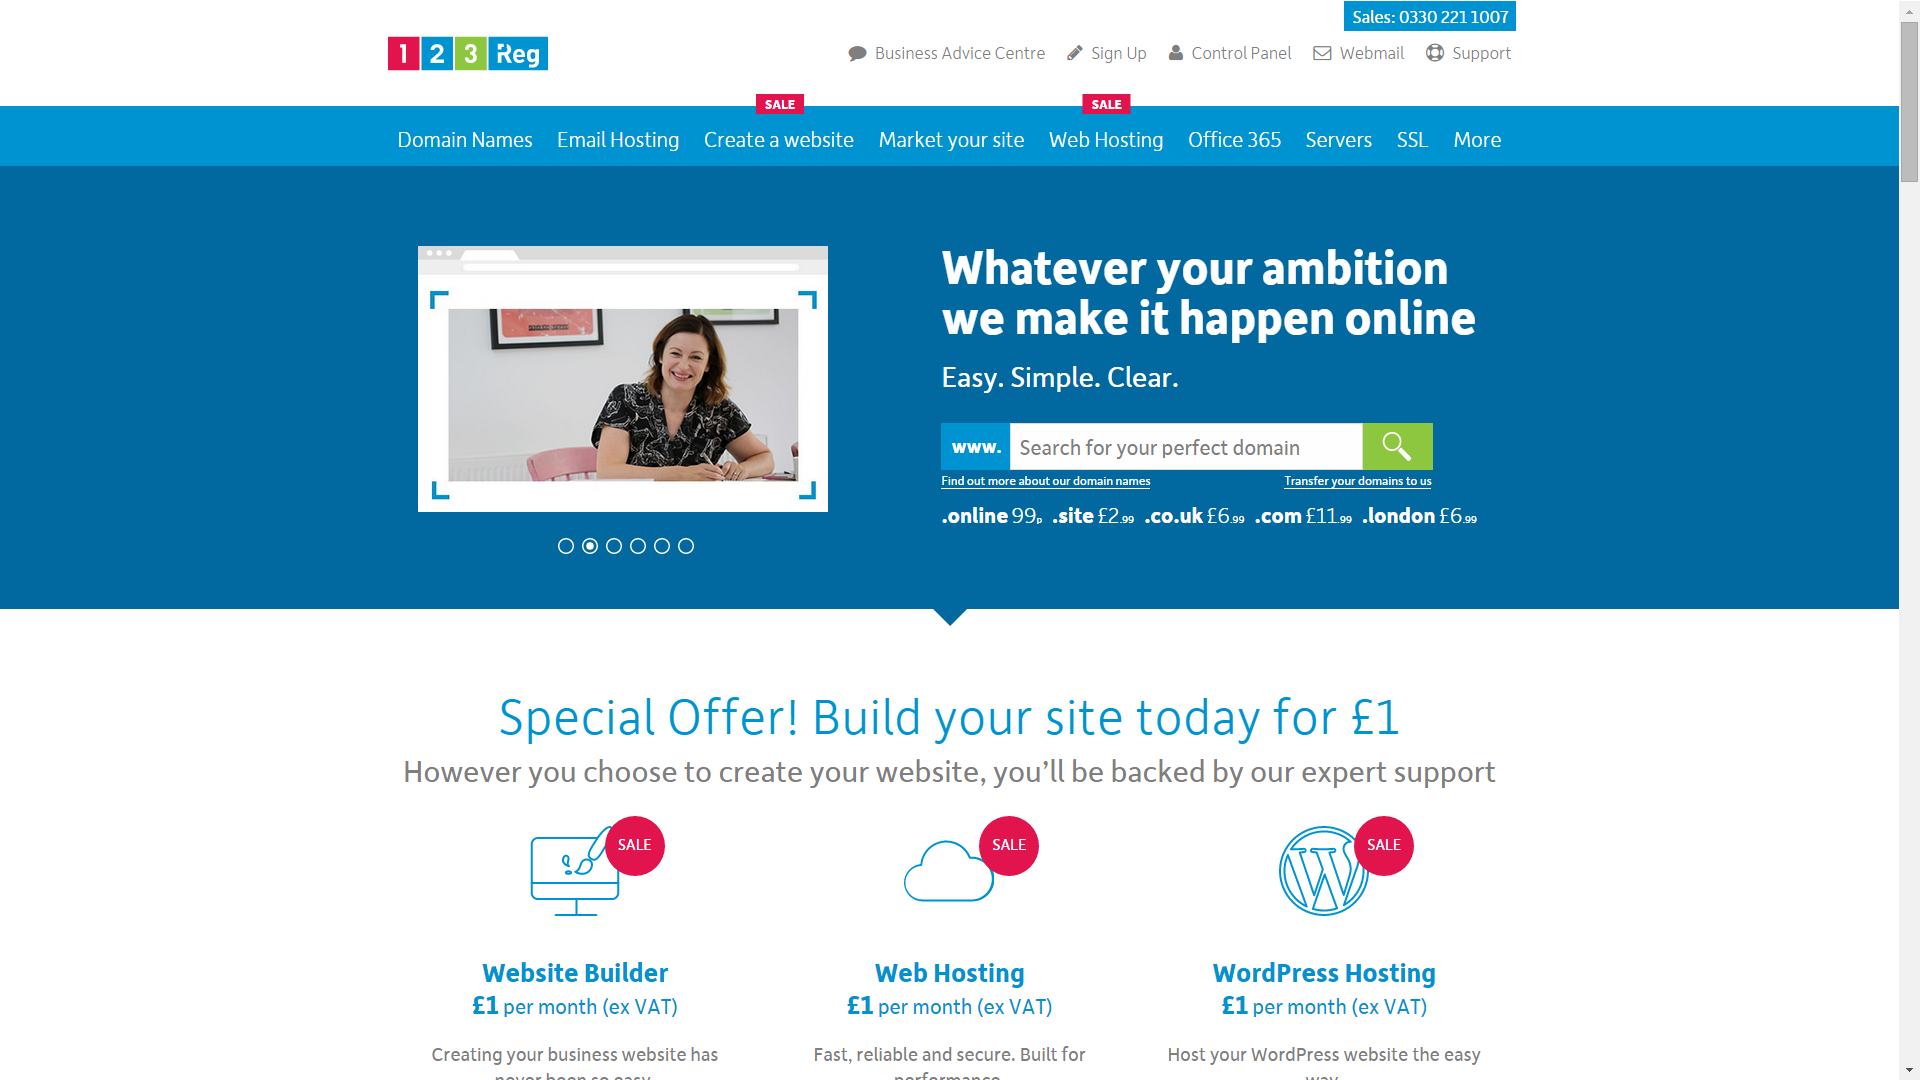 Sales: 0330 221 1007
1 2 3 Reg
Business Advice Centre Sign Up Control Panel Webmail Support
SALE SALE
Domain Names Email Hosting Create a website Market your site Web Hosting Office 365 Servers SSL More
Whatever your ambition
we make it happen online
Easy. Simple. Clear.
www. Search for your perfect domain
Find out more about our domain names Transfer your domains to us
.online 99p .site £2.99 .co.uk £6.99 .com £11.99 .london £6.99
Special Offer! Build your site today for £1
However you choose to create your website, you’ll be backed by our expert support
SALE SALE SALE
Website Builder Web Hosting WordPress Hosting
£1 per month (ex VAT) £1 per month (ex VAT) £1 per month (ex VAT)
Creating your business website has Fast, reliable and secure. Built for Host your WordPress website the easy
never been so easy performance way